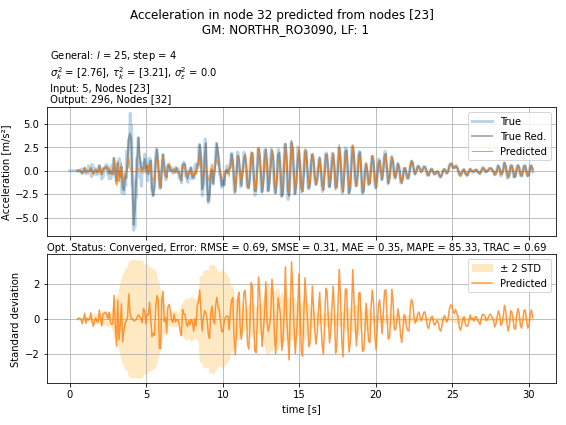 Acceleration in node 32 predicted from nodes [23]
GM: NORTHR_RO3090, LF: 1
General: l = 25, step = 4
σ²ₖ = [2.76], τ²ₖ = [3.21], σ²ε = 0.0
Input: 5, Nodes [23]
Output: 296, Nodes [32]
Acceleration [m/s²]
5.0
2.5
0.0
−2.5
−5.0
True
True Red.
Predicted
Opt. Status: Converged, Error: RMSE = 0.69, SMSE = 0.31, MAE = 0.35, MAPE = 85.33, TRAC = 0.69
Standard deviation
2
0
−2
± 2 STD
Predicted
0 5 10 15 20 25 30
time [s]